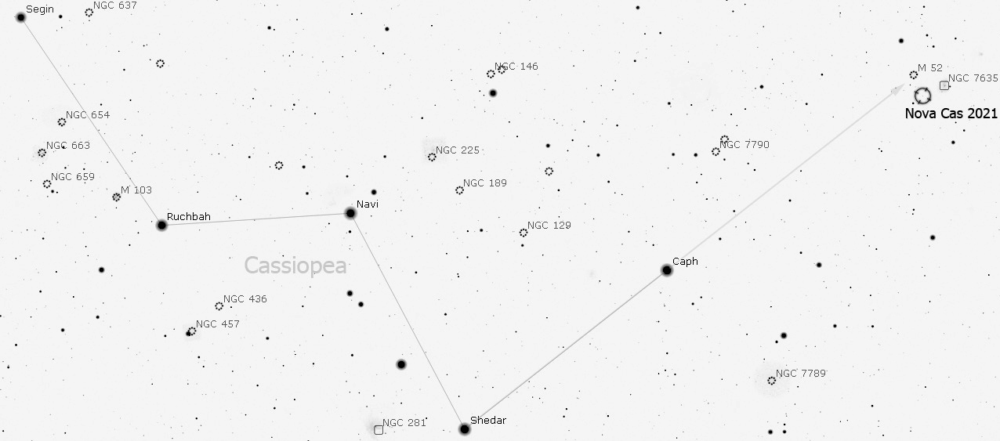 Segin
NGC 637
NGC 146
M 52
NGC 7635
Nova Cas 2021
NGC 654
NGC 663
NGC 225
NGC 7790
NGC 659
M 103
NGC 189
Navi
Ruchbah
NGC 129
Cassiopea
Caph
NGC 436
NGC 457
NGC 7789
NGC 281
Shedar